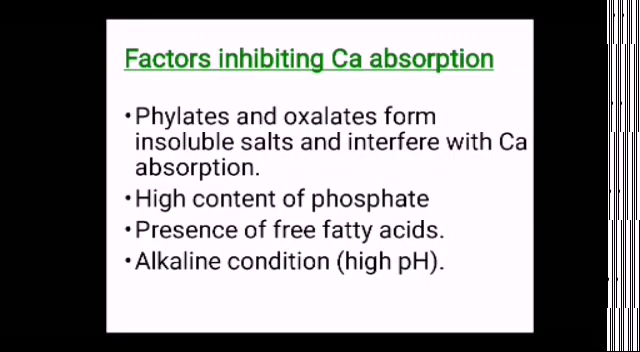 Factors inhibiting Ca absorption
•Phylates and oxalates form
insoluble salts and interfere with Ca
absorption.
•High content of phosphate
•Presence of free fatty acids.
•Alkaline condition (high pH).